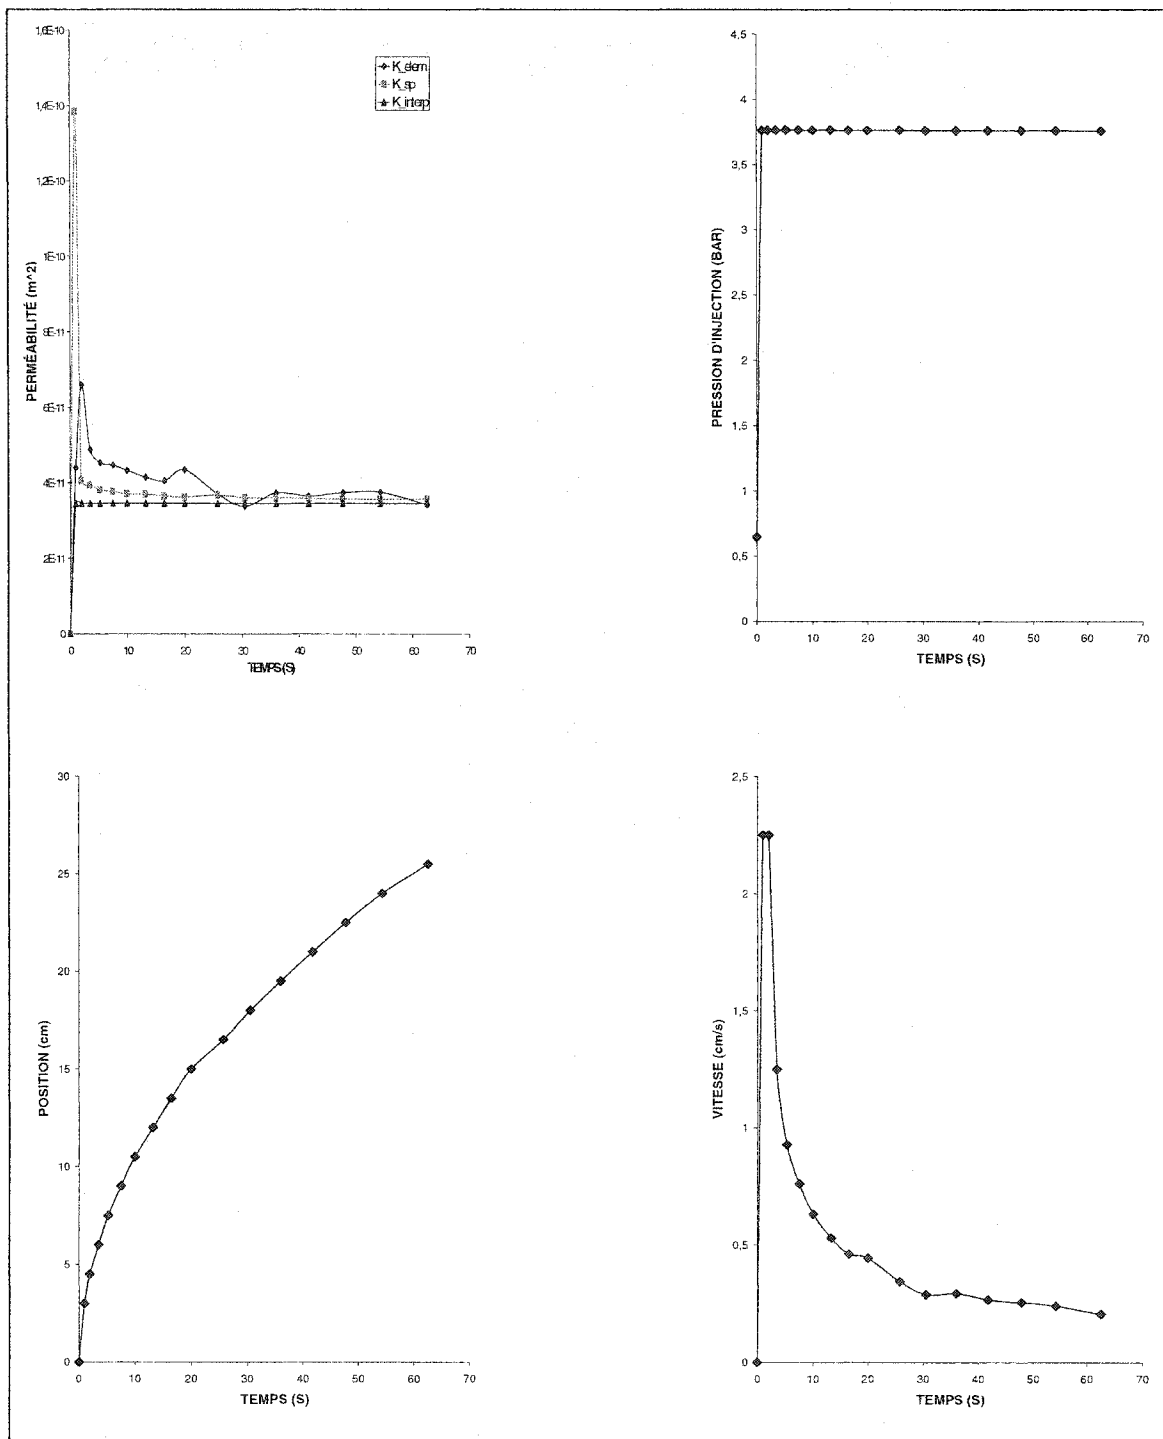 1,6E-10
1,4E-10
1,2E-10
1E-10
8E-11
6E-11
4E-11
2E-11
0
PERMÉABILITÉ (m^2)
K_elem
K_sp
K_interp
0 10 20 30 40 50 60 70
TEMPS(S)
4,5
4
3,5
3
2,5
2
1,5
1
0,5
0
PRESSION D'INJECTION (BAR)
0 10 20 30 40 50 60 70
TEMPS (S)
30
25
20
15
10
5
0
POSITION (cm)
0 10 20 30 40 50 60 70
TEMPS (S)
2,5
2
1,5
1
0,5
0
VITESSE (cm/s)
0 10 20 30 40 50 60 70
TEMPS (S)